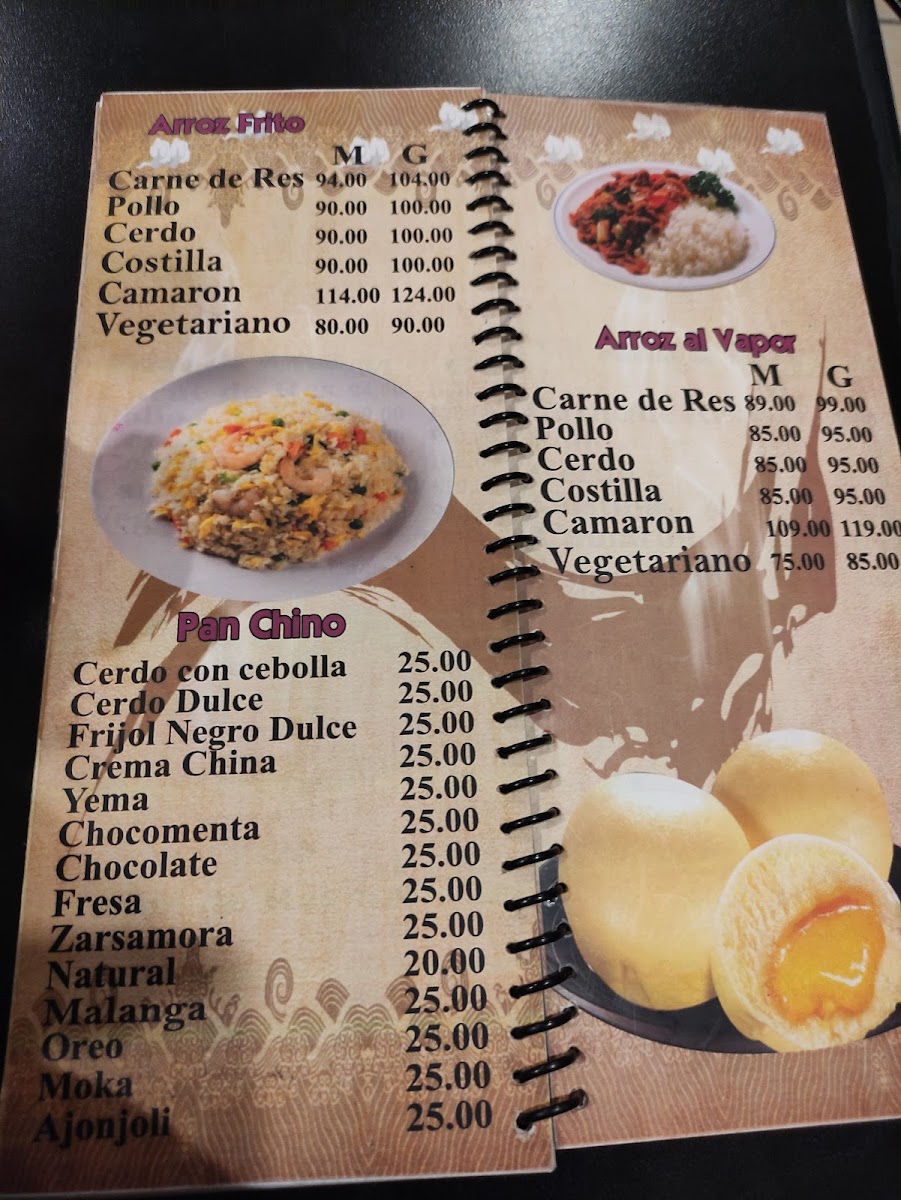 Arroz Frito
M G
Carne de Res 94.00 104.00
Pollo 90.00 100.00
Cerdo 90.00 100.00
Costilla 90.00 100.00
Camaron 114.00 124.00
Vegetariano 80.00 90.00
Pan Chino
Cerdo con cebolla 25.00
Cerdo Dulce 25.00
Frijol Negro Dulce 25.00
Crema China 25.00
Yema 25.00
Chocomenta 25.00
Chocolate 25.00
Fresa 25.00
Zarsamora 25.00
Natural 20.00
Malanga 25.00
Oreo 25.00
Moka 25.00
Ajonjoli 25.00
Arroz al Vapor
M G
Carne de Res 89.00 99.00
Pollo 85.00 95.00
Cerdo 85.00 95.00
Costilla 85.00 95.00
Camaron 109.00 119.00
Vegetariano 75.00 85.00